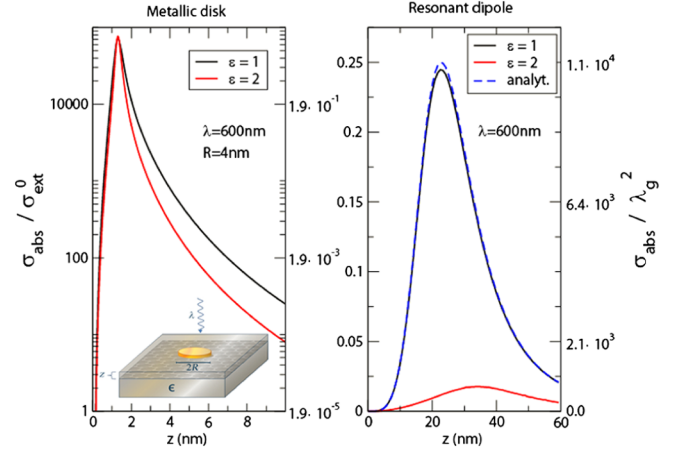 Metallic disk
Resonant dipole
σabs / σ⁰ext
10000
100
1
ε = 1
ε = 2
λ=600nm
R=4nm
1.9· 10⁻¹
1.9· 10⁻³
1.9· 10⁻⁵
λ
2R
z
ϵ
0 2 4 6 8 10
z (nm)
0.25
0.2
0.15
0.1
0.05
0
ε = 1
ε = 2
analyt.
λ=600nm
1.1· 10⁴
6.4· 10³
2.1· 10³
0.0
σabs / λg²
0 20 40 60
z (nm)